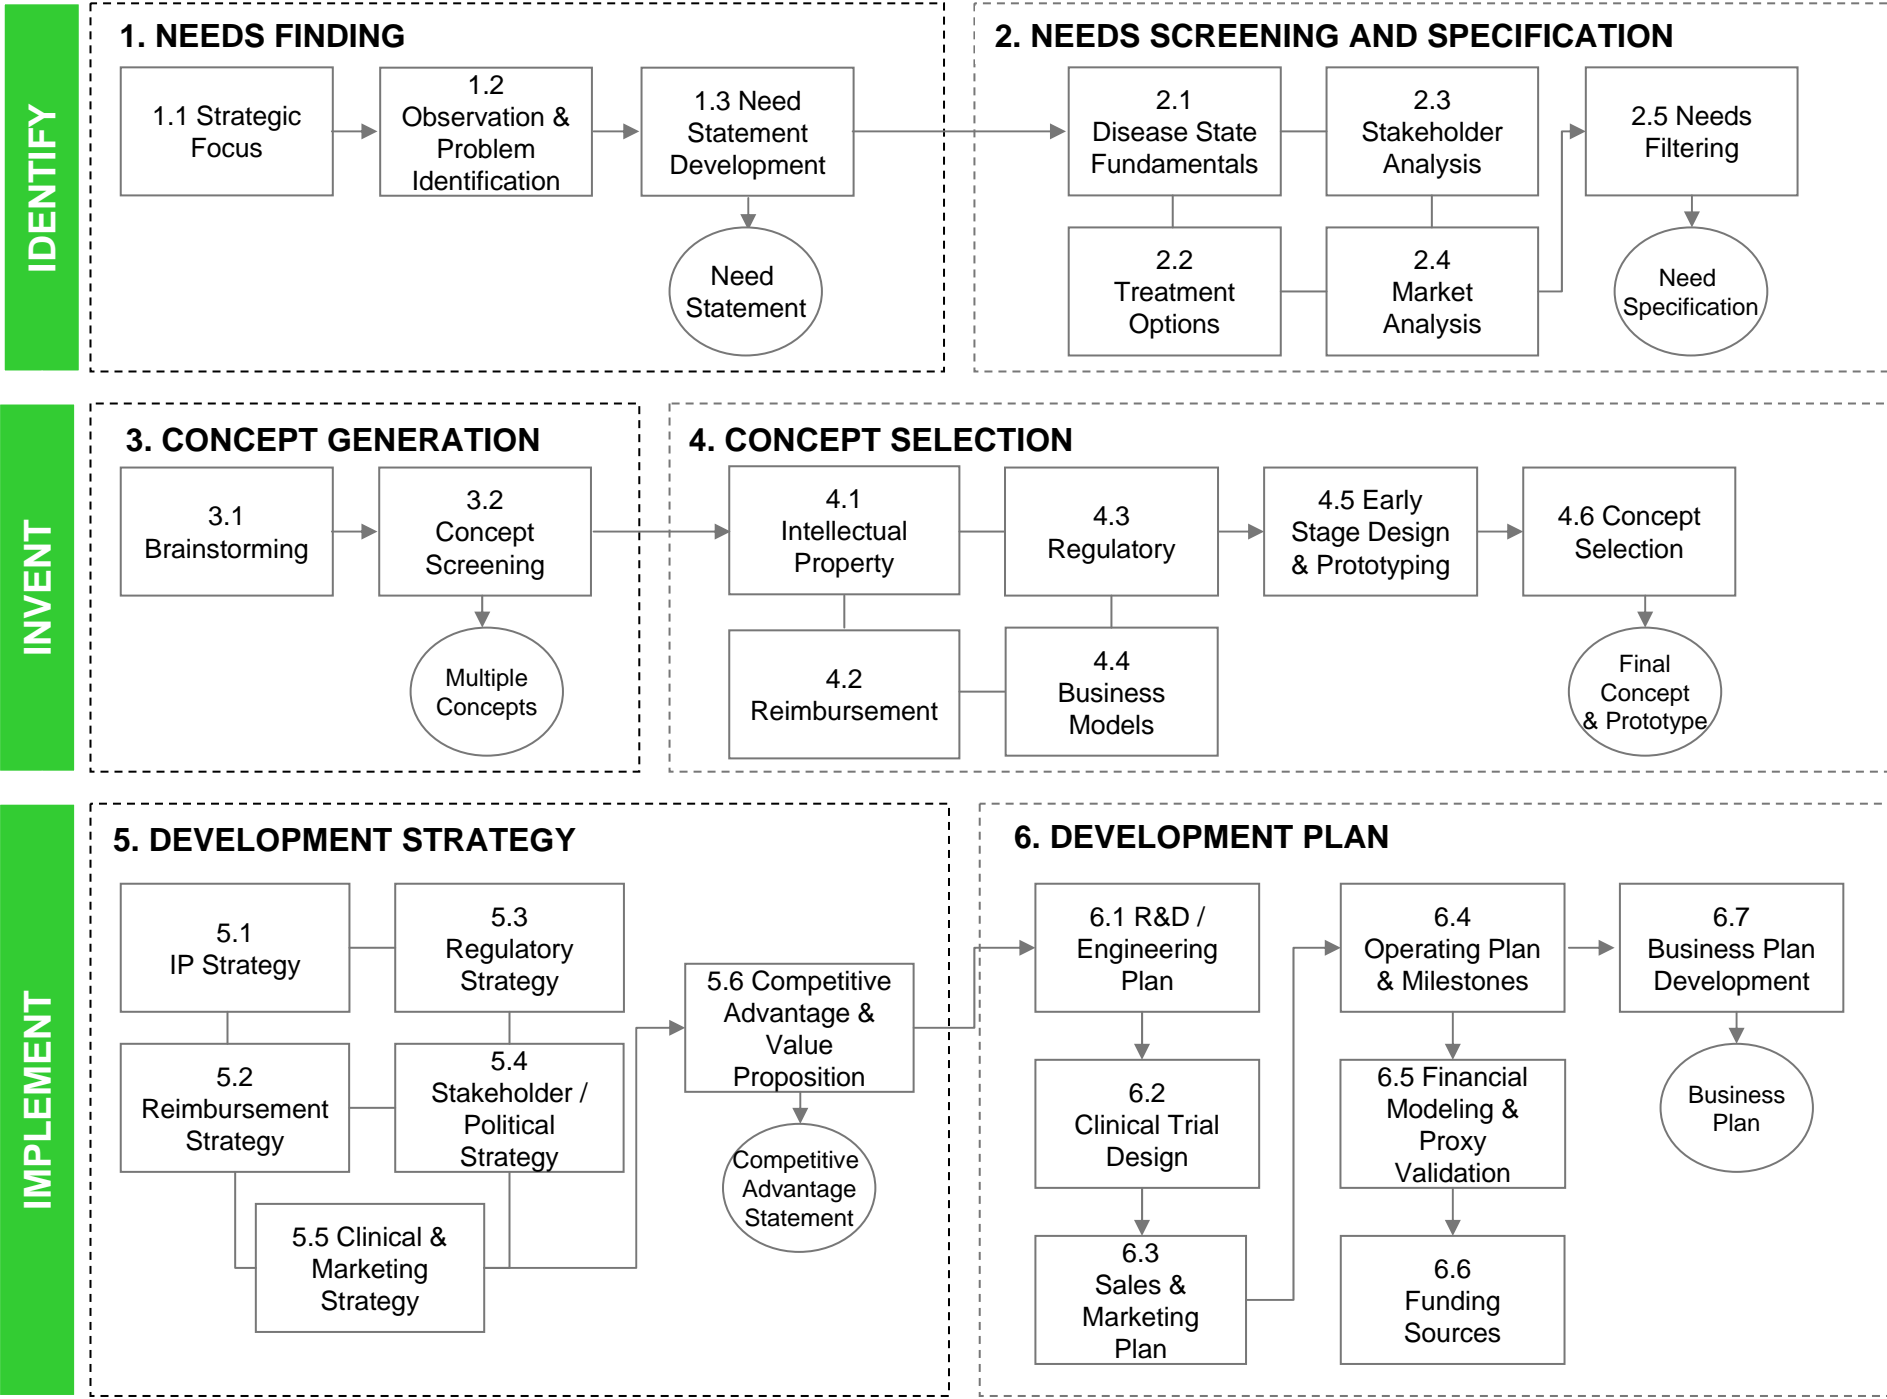 IDENTIFY
1. NEEDS FINDING
1.1 Strategic
Focus
1.2
Observation &
Problem
Identification
1.3 Need
Statement
Development
Need
Statement
2. NEEDS SCREENING AND SPECIFICATION
2.1
Disease State
Fundamentals
2.2
Treatment
Options
2.3
Stakeholder
Analysis
2.4
Market
Analysis
2.5 Needs
Filtering
Need
Specification
INVENT
3. CONCEPT GENERATION
3.1
Brainstorming
3.2
Concept
Screening
Multiple
Concepts
4. CONCEPT SELECTION
4.1
Intellectual
Property
4.2
Reimbursement
4.3
Regulatory
4.4
Business
Models
4.5 Early
Stage Design
& Prototyping
4.6 Concept
Selection
Final
Concept
& Prototype
IMPLEMENT
5. DEVELOPMENT STRATEGY
5.1
IP Strategy
5.2
Reimbursement
Strategy
5.3
Regulatory
Strategy
5.4
Stakeholder /
Political
Strategy
5.5 Clinical &
Marketing
Strategy
5.6 Competitive
Advantage &
Value
Proposition
Competitive
Advantage
Statement
6. DEVELOPMENT PLAN
6.1 R&D /
Engineering
Plan
6.2
Clinical Trial
Design
6.3
Sales &
Marketing
Plan
6.4
Operating Plan
& Milestones
6.5 Financial
Modeling &
Proxy
Validation
6.6
Funding
Sources
6.7
Business Plan
Development
Business
Plan